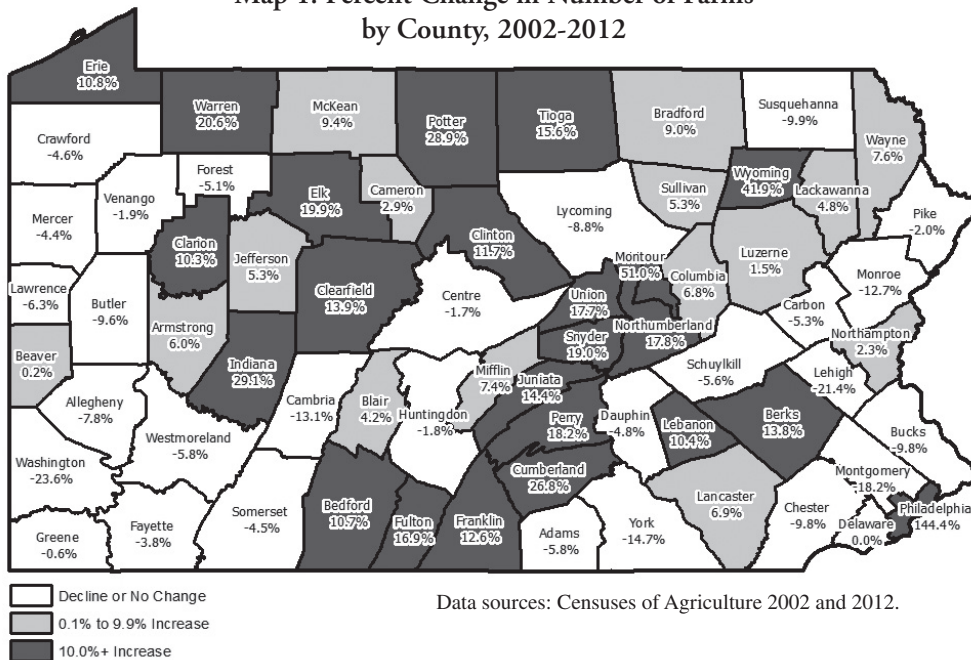 Map 1. Percent Change in Number of Farms
by County, 2002-2012
Erie
10.8%
Warren
20.6%
McKean
9.4%
Potter
28.9%
Tioga
15.6%
Bradford
9.0%
Susquehanna
-9.9%
Wayne
7.6%
Crawford
-4.6%
Forest
-5.1%
Venango
-1.9%
Elk
19.9%
Cameron
2.9%
Sullivan
5.3%
Wyoming
41.9%
Lackawanna
4.8%
Mercer
-4.4%
Clarion
10.3%
Jefferson
5.3%
Clinton
11.7%
Lycoming
-8.8%
Pike
-2.0%
Lawrence
-6.3%
Butler
-9.6%
Clearfield
13.9%
Centre
-1.7%
Union
17.7%
Montour
51.0%
Columbia
6.8%
Luzerne
1.5%
Monroe
-12.7%
Carbon
-5.3%
Armstrong
6.0%
Beaver
0.2%
Indiana
29.1%
Snyder
19.0%
Northumberland
17.8%
Schuylkill
-5.6%
Northampton
2.3%
Lehigh
-21.4%
Allegheny
-7.8%
Cambria
-13.1%
Blair
4.2%
Huntingdon
-1.8%
Mifflin
7.4%
Juniata
14.4%
Perry
18.2%
Dauphin
-4.8%
Lebanon
10.4%
Berks
13.8%
Bucks
-9.8%
Westmoreland
-5.8%
Washington
-23.6%
Cumberland
26.8%
Montgomery
-18.2%
Greene
-0.6%
Fayette
-3.8%
Somerset
-4.5%
Bedford
10.7%
Fulton
16.9%
Franklin
12.6%
Adams
-5.8%
York
-14.7%
Lancaster
6.9%
Chester
-9.8%
Delaware
0.0%
Philadelphia
144.4%
Decline or No Change
0.1% to 9.9% Increase
10.0%+ Increase
Data sources: Censuses of Agriculture 2002 and 2012.